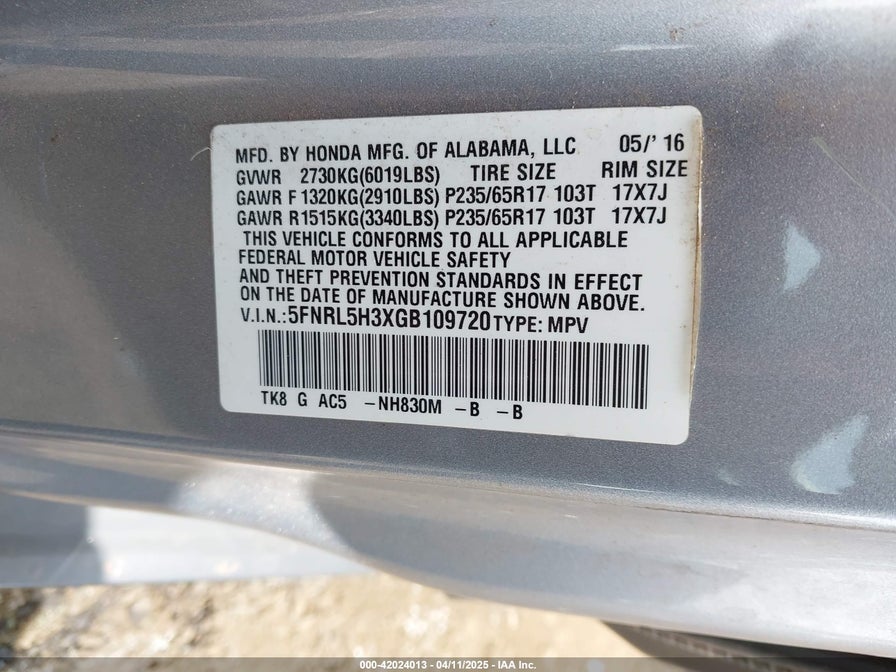 MFD. BY HONDA MFG. OF ALABAMA, LLC 05/'16
GVWR 2730KG(6019LBS) TIRE SIZE RIM SIZE
GAWR F 1320KG(2910LBS) P235/65R17 103T 17X7J
GAWR R1515KG(3340LBS) P235/65R17 103T 17X7J
THIS VEHICLE CONFORMS TO ALL APPLICABLE
FEDERAL MOTOR VEHICLE SAFETY
AND THEFT PREVENTION STANDARDS IN EFFECT
ON THE DATE OF MANUFACTURE SHOWN ABOVE.
V.I.N.:5FNRL5H3XGB109720 TYPE: MPV
TK8 G AC5 -NH830M -B -B
000-42024013 - 04/11/2025 - IAA Inc.